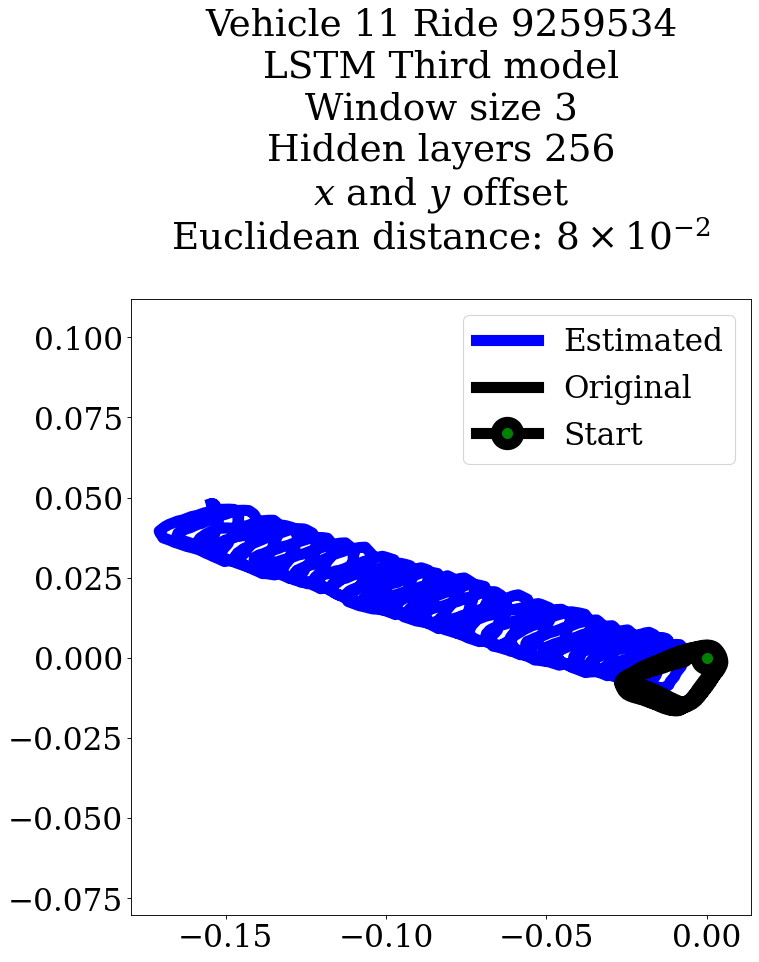 Vehicle 11 Ride 9259534
LSTM Third model
Window size 3
Hidden layers 256
x and y offset
Euclidean distance: 8 × 10⁻²
Estimated
Original
Start
0.100
0.075
0.050
0.025
0.000
−0.025
−0.050
−0.075
−0.15 −0.10 −0.05 0.00